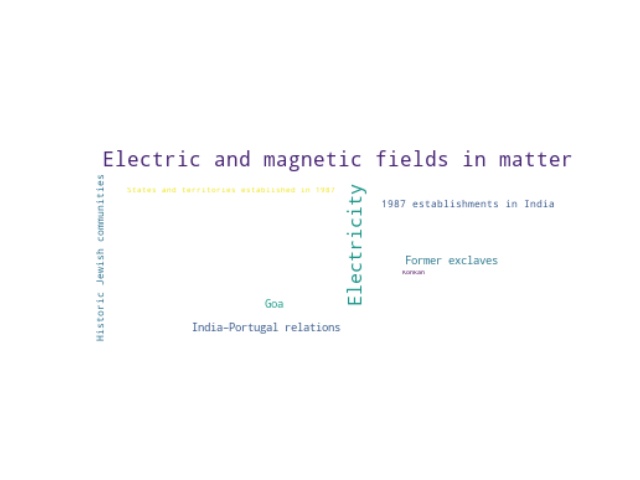 Electric and magnetic fields in matter
Historic Jewish communities
States and territories established in 1987
Electricity
1987 establishments in India
Former exclaves
Konkan
Goa
India–Portugal relations